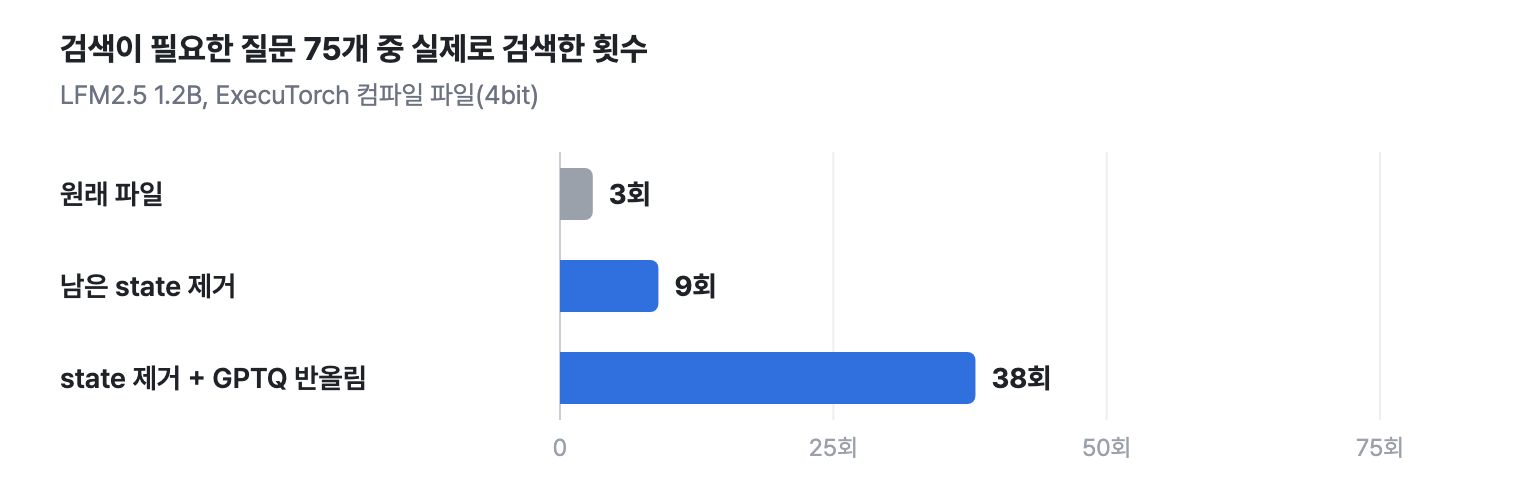 검색이 필요한 질문 75개 중 실제로 검색한 횟수
LFM2.5 1.2B, ExecuTorch 컴파일 파일(4bit)
원래 파일
3회
남은 state 제거
9회
state 제거 + GPTQ 반올림
38회
0
25회
50회
75회